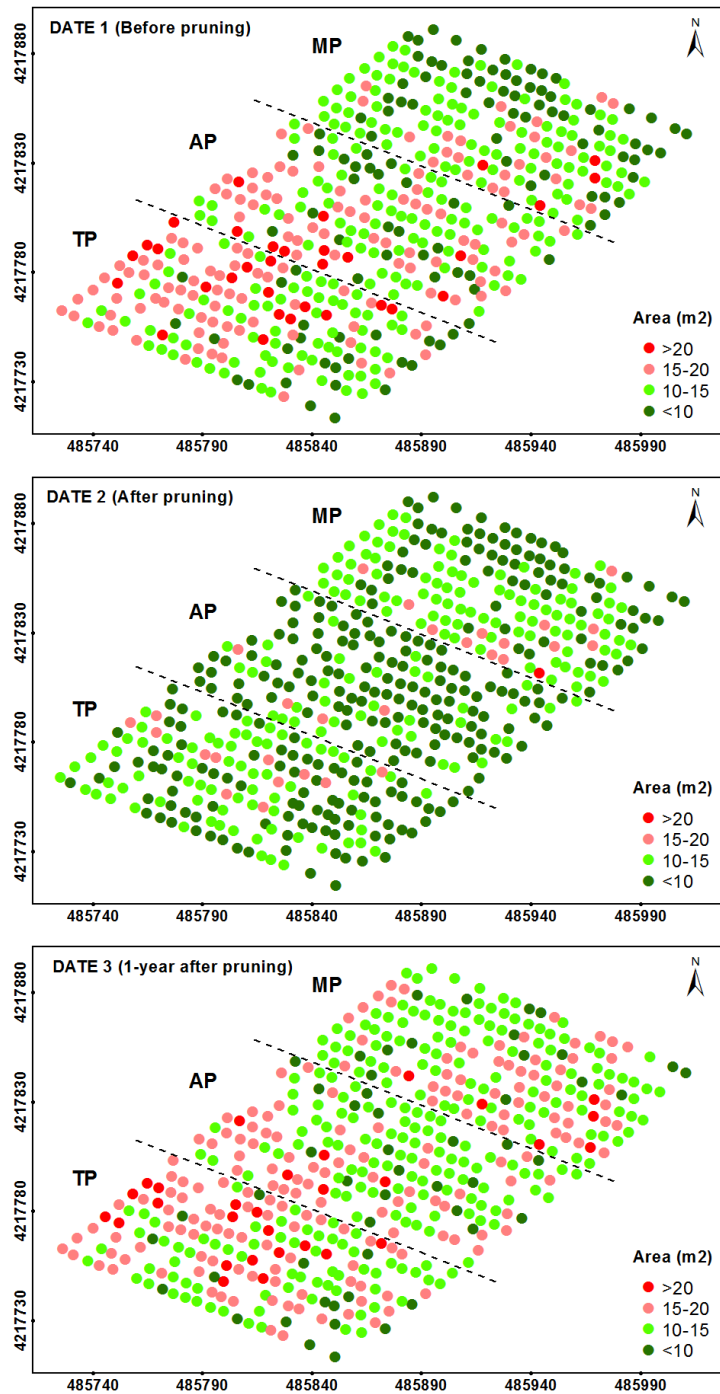 DATE 1 (Before pruning)
MP
N
AP
TP
4217880
4217830
4217780
4217730
Area (m2)
>20
15-20
10-15
<10
485740 485790 485840 485890 485940 485990
DATE 2 (After pruning)
MP
N
AP
TP
4217880
4217830
4217780
4217730
Area (m2)
>20
15-20
10-15
<10
485740 485790 485840 485890 485940 485990
DATE 3 (1-year after pruning)
MP
N
AP
TP
4217880
4217830
4217780
4217730
Area (m2)
>20
15-20
10-15
<10
485740 485790 485840 485890 485940 485990